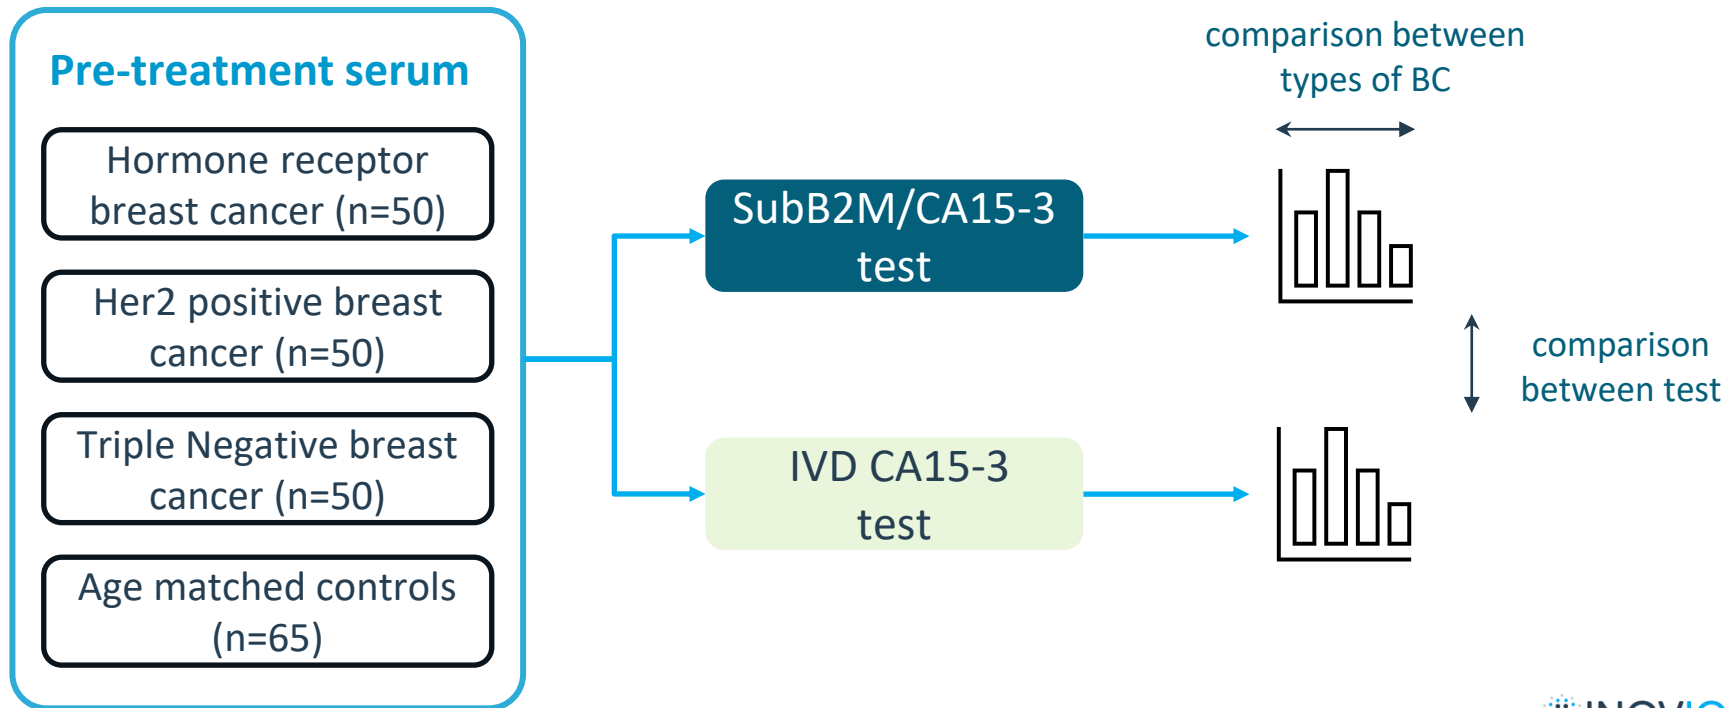 Pre-treatment serum
Hormone receptor
breast cancer (n=50)
Her2 positive breast
cancer (n=50)
Triple Negative breast
cancer (n=50)
Age matched controls
(n=65)
SubB2M/CA15-3
test
IVD CA15-3
test
comparison between
types of BC
comparison
between test